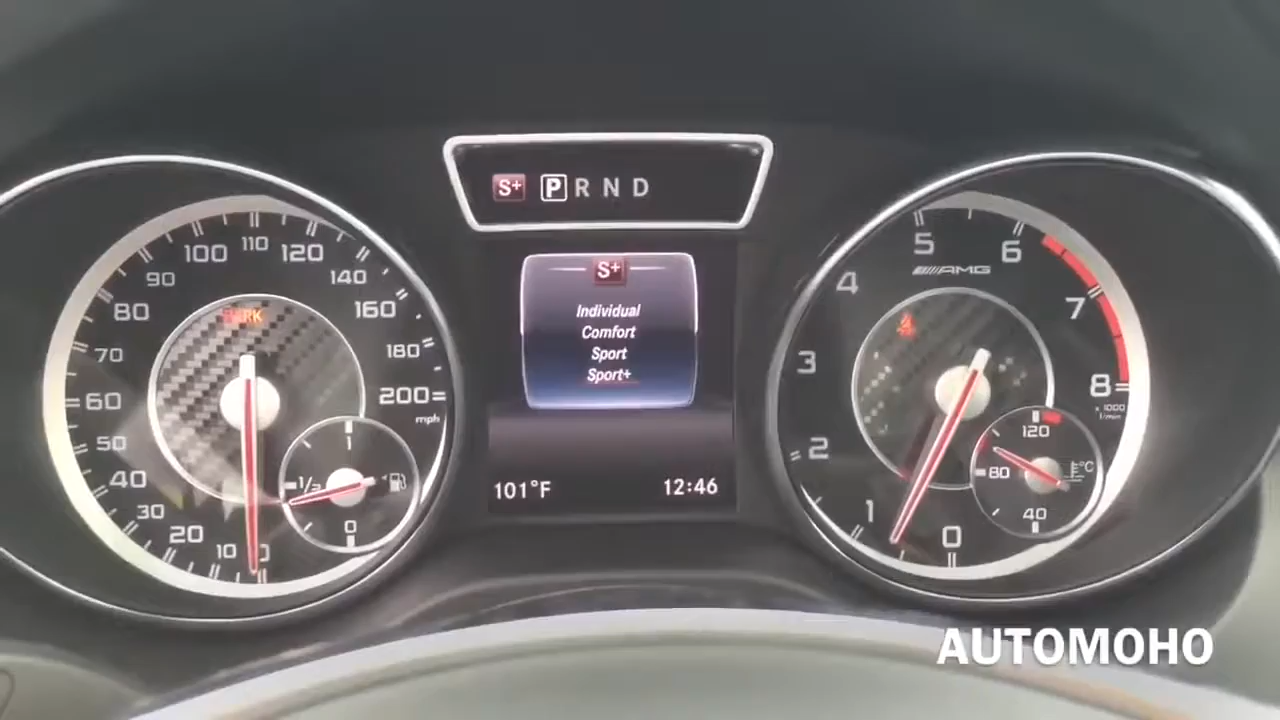 S+ P R N D
S+
Individual
Comfort
Sport
Sport+
101°F 12:46
0
10
20
30
40
50
60
70
80
90
100
110
120
140
160
180
200
mph
PARK
1
1/2
0
0
1
2
3
4
5
6
7
8
x 1000
1/min
AMG
120
80
40
°C
AUTOMOHO